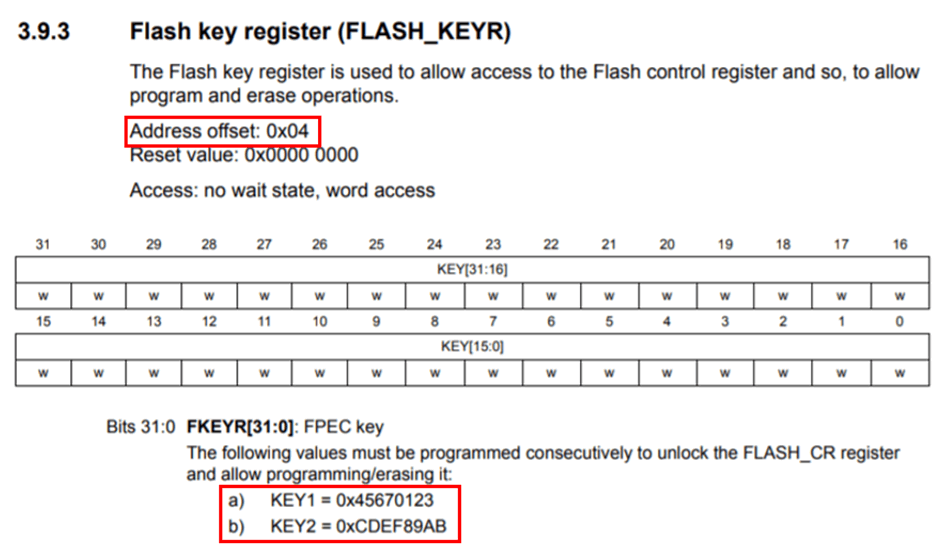 3.9.3 Flash key register (FLASH_KEYR)
The Flash key register is used to allow access to the Flash control register and so, to allow
program and erase operations.
Address offset: 0x04
Reset value: 0x0000 0000
Access: no wait state, word access
31 30 29 28 27 26 25 24 23 22 21 20 19 18 17 16
KEY[31:16]
w w w w w w w w w w w w w w w w
15 14 13 12 11 10 9 8 7 6 5 4 3 2 1 0
KEY[15:0]
w w w w w w w w w w w w w w w w
Bits 31:0 FKEYR[31:0]: FPEC key
The following values must be programmed consecutively to unlock the FLASH_CR register
and allow programming/erasing it:
a) KEY1 = 0x45670123
b) KEY2 = 0xCDEF89AB